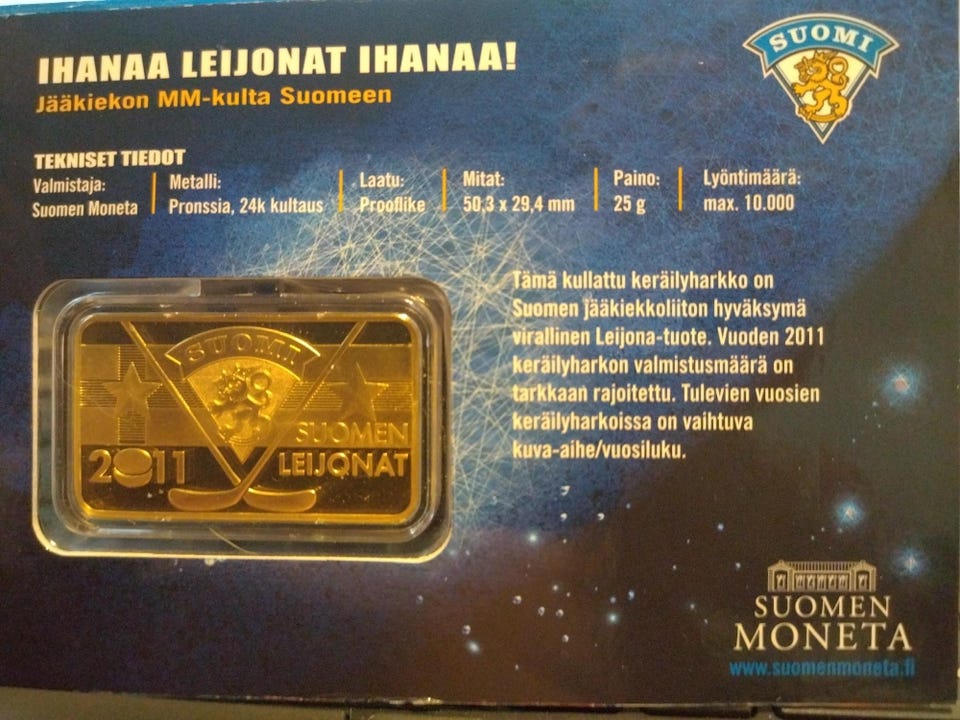 IHANAA LEIJONAT IHANAA!
Jääkiekon MM-kulta Suomeen
SUOMI
TEKNISET TIEDOT
Valmistaja: Metalli: Laatu: Mitat: Paino: Lyöntimäärä:
Suomen Moneta Pronssia, 24k kultaus Prooflike 50,3 x 29,4 mm 25 g max. 10.000
Tämä kullattu keräilyharkko on
Suomen jääkiekkoliiton hyväksymä
virallinen Leijona-tuote. Vuoden 2011
keräilyharkon valmistusmäärä on
tarkkaan rajoitettu. Tulevien vuosien
keräilyharkoissa on vaihtuva
kuva-aihe/vuosiluku.
SUOMI
SUOMEN
2011 LEIJONAT
SUOMEN
MONETA
www.suomenmoneta.fi